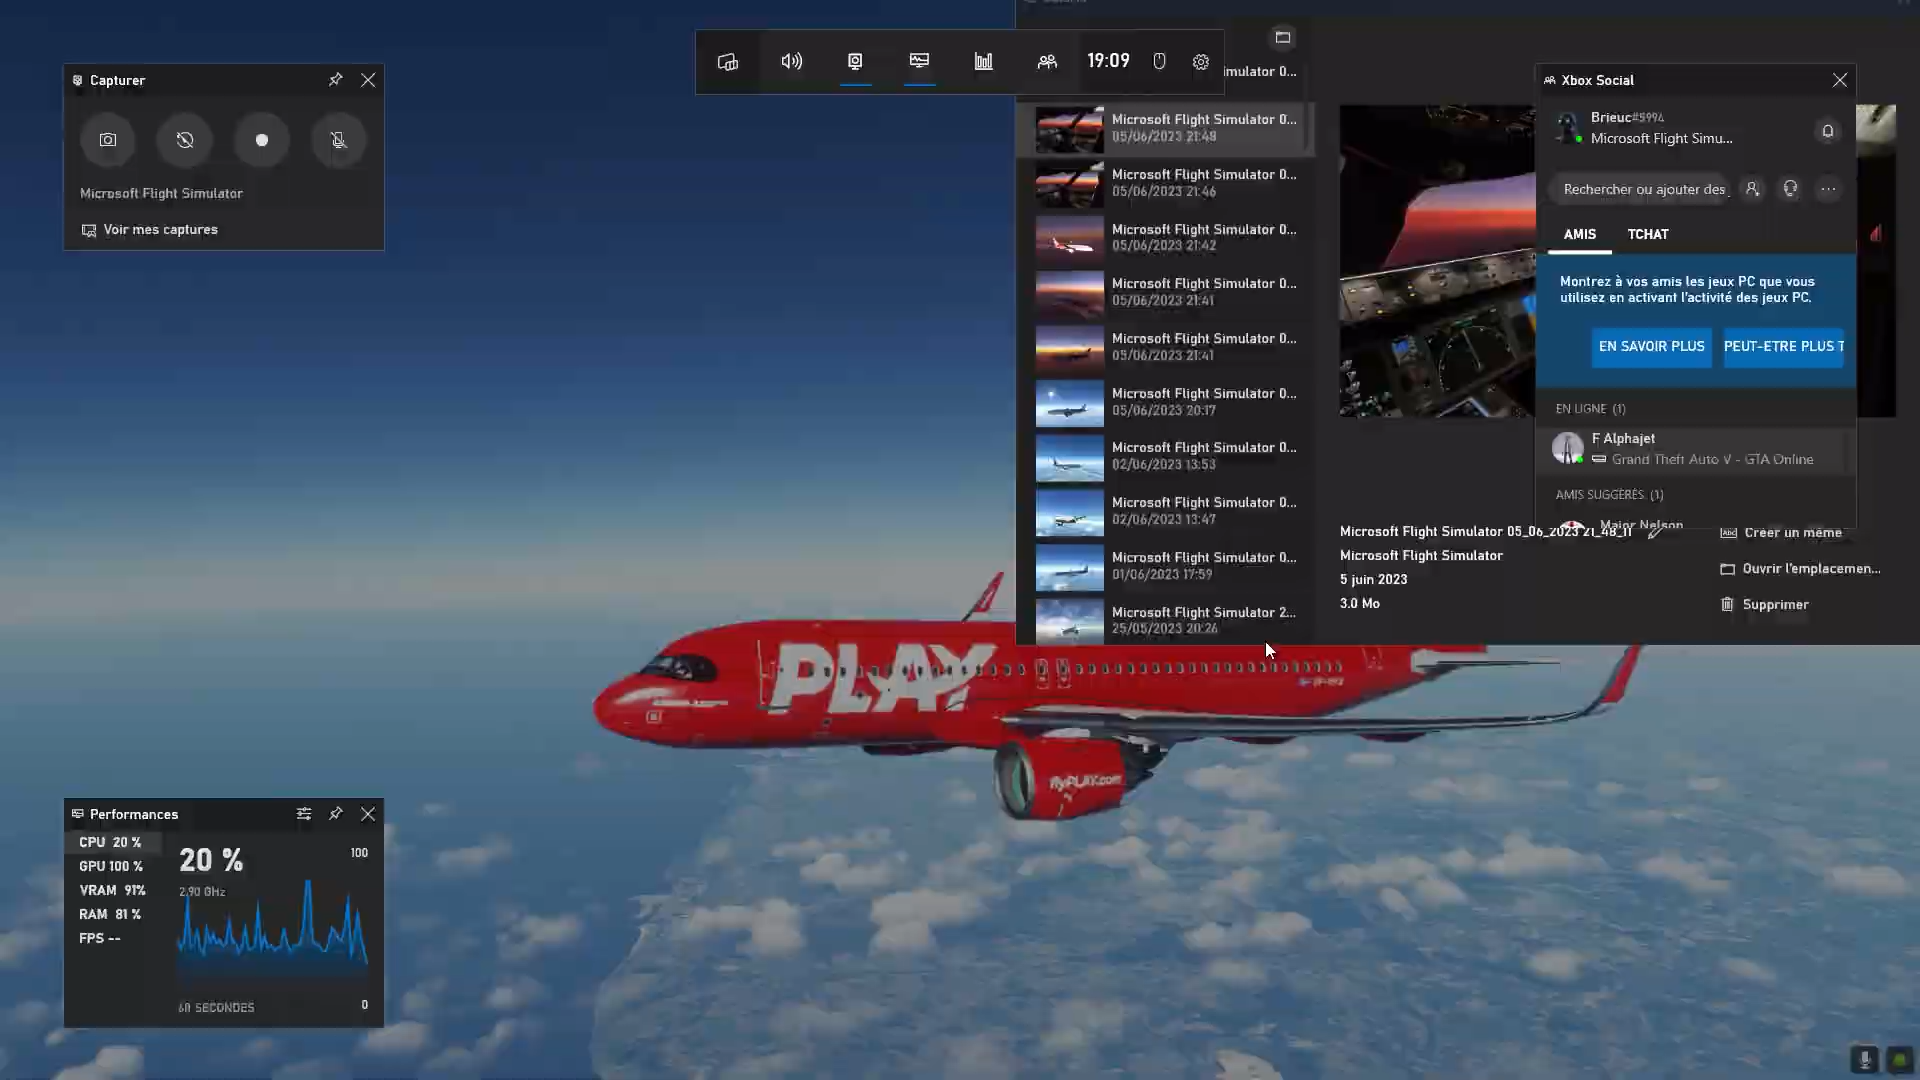 Capturer
Microsoft Flight Simulator
Voir mes captures
19:09
imulator 0...
Microsoft Flight Simulator 0...
05/06/2023 21:48
Microsoft Flight Simulator 0...
05/06/2023 21:46
Microsoft Flight Simulator 0...
05/06/2023 21:42
Microsoft Flight Simulator 0...
05/06/2023 21:41
Microsoft Flight Simulator 0...
05/06/2023 21:41
Microsoft Flight Simulator 0...
05/06/2023 20:17
Microsoft Flight Simulator 0...
02/06/2023 13:53
Microsoft Flight Simulator 0...
02/06/2023 13:47
Microsoft Flight Simulator 0...
01/06/2023 17:59
Microsoft Flight Simulator 2...
25/05/2023 20:26
Xbox Social
Brieuc#5994
Microsoft Flight Simu...
Rechercher ou ajouter des
AMIS TCHAT
Montrez à vos amis les jeux PC que vous
utilisez en activant l'activité des jeux PC.
EN SAVOIR PLUS
PEUT-ETRE PLUS T
EN LIGNE (1)
F Alphajet
Grand Theft Auto V - GTA Online
AMIS SUGGÉRÉS (1)
Major Nelson
Microsoft Flight Simulator 05_06_2023 21_48_11
Microsoft Flight Simulator
5 juin 2023
3.0 Mo
Créer un mème
Ouvrir l'emplacemen...
Supprimer
PLAY
flyPLAY.com
Performances
CPU 20 %
GPU 100 %
VRAM 91%
RAM 81 %
FPS --
20 %
2.90 GHz
100
60 SECONDES
0